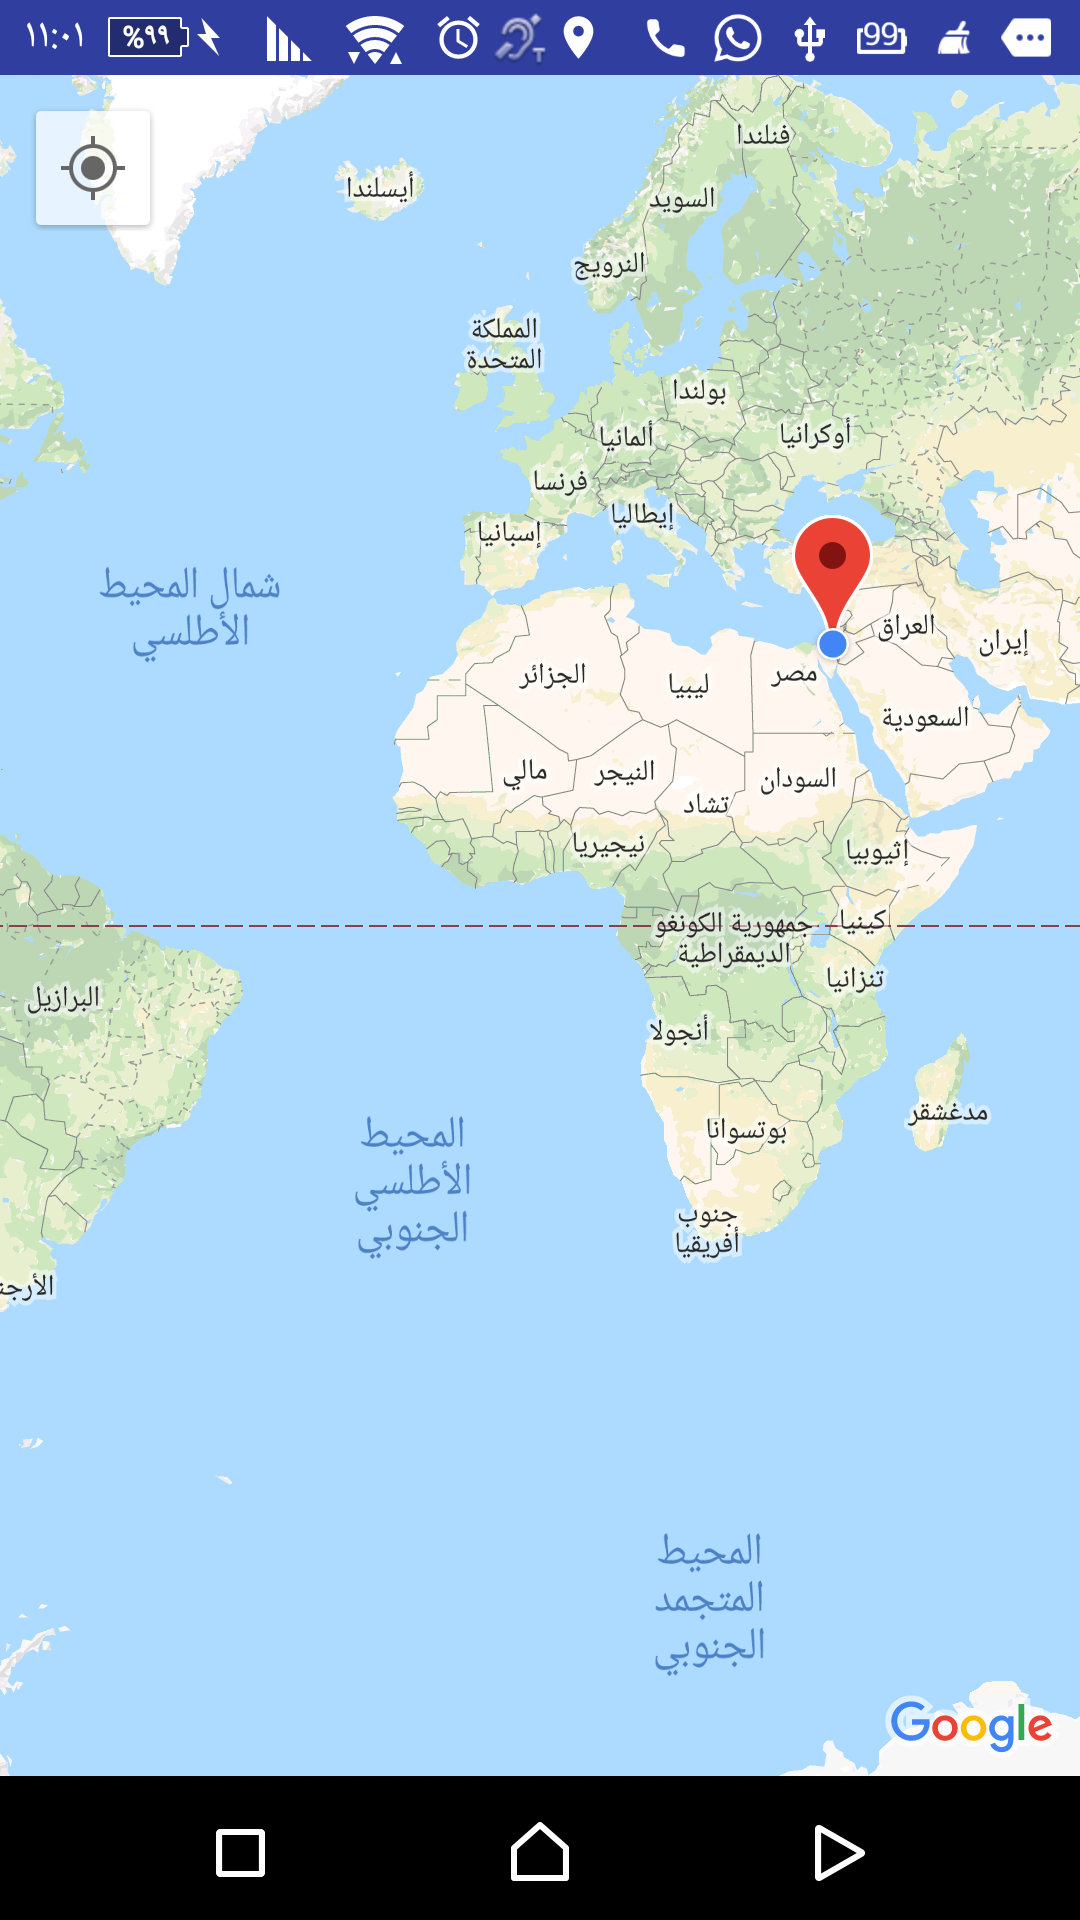 ١١:٠١ %٩٩ 99
فنلندا
أيسلندا
السويد
النرويج
المملكة
المتحدة
بولندا
أوكرانيا
ألمانيا
فرنسا
إيطاليا
إسبانيا
شمال المحيط
الأطلسي
العراق
إيران
الجزائر
ليبيا
مصر
السعودية
مالي
النيجر
السودان
تشاد
نيجيريا
إثيوبيا
جمهورية الكونغو
الديمقراطية
كينيا
تنزانيا
البرازيل
أنجولا
مدغشقر
بوتسوانا
المحيط
الأطلسي
الجنوبي
جنوب
أفريقيا
الأرجن
المحيط
المتجمد
الجنوبي
Google